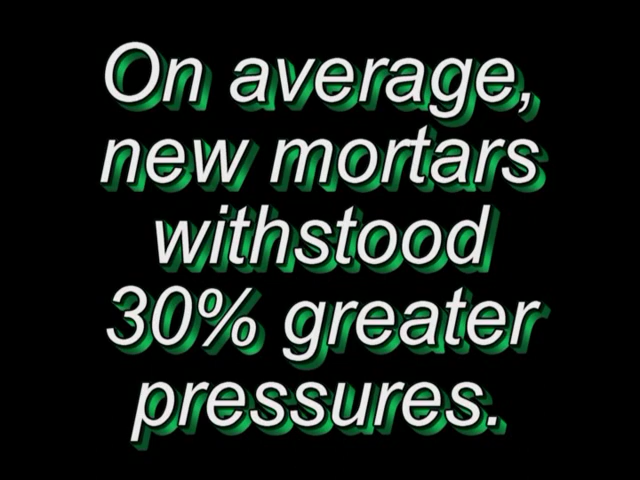 On average,
new mortars
withstood
30% greater
pressures.